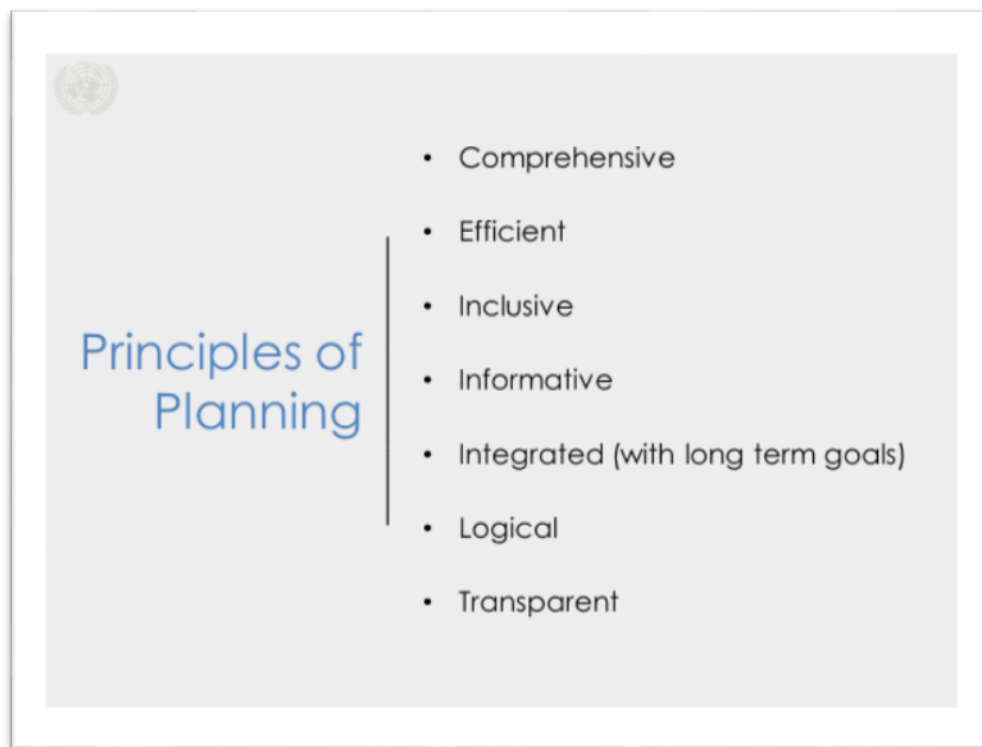 Principles of
Planning
• Comprehensive
• Efficient
• Inclusive
• Informative
• Integrated (with long term goals)
• Logical
• Transparent